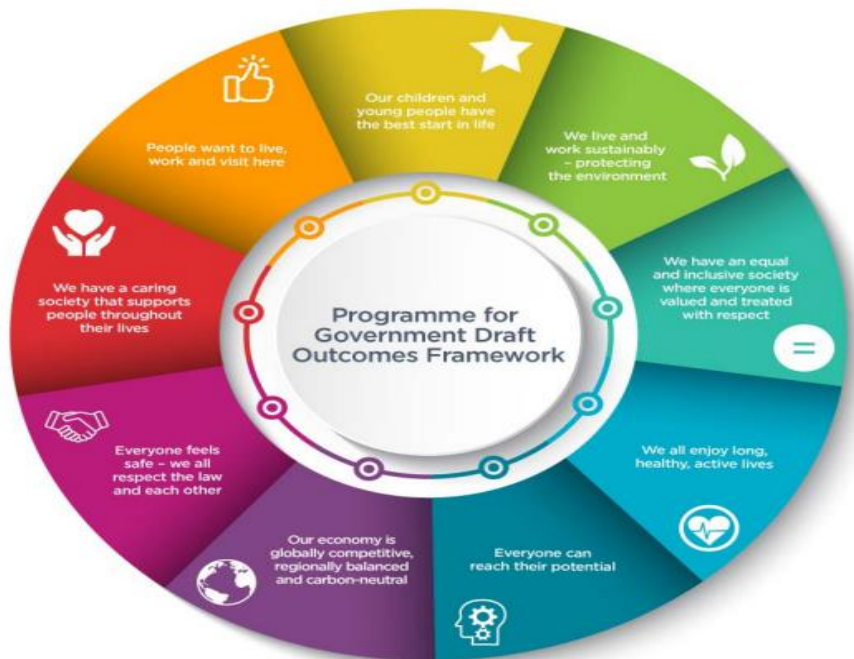 Programme for
Government Draft
Outcomes Framework
Our children and
young people have
the best start in life
We live and
work sustainably
– protecting
the environment
We have an equal
and inclusive society
where everyone is
valued and treated
with respect
=
We all enjoy long,
healthy, active lives
Everyone can
reach their potential
Our economy is
globally competitive,
regionally balanced
and carbon-neutral
Everyone feels
safe – we all
respect the law
and each other
We have a caring
society that supports
people throughout
their lives
People want to live,
work and visit here